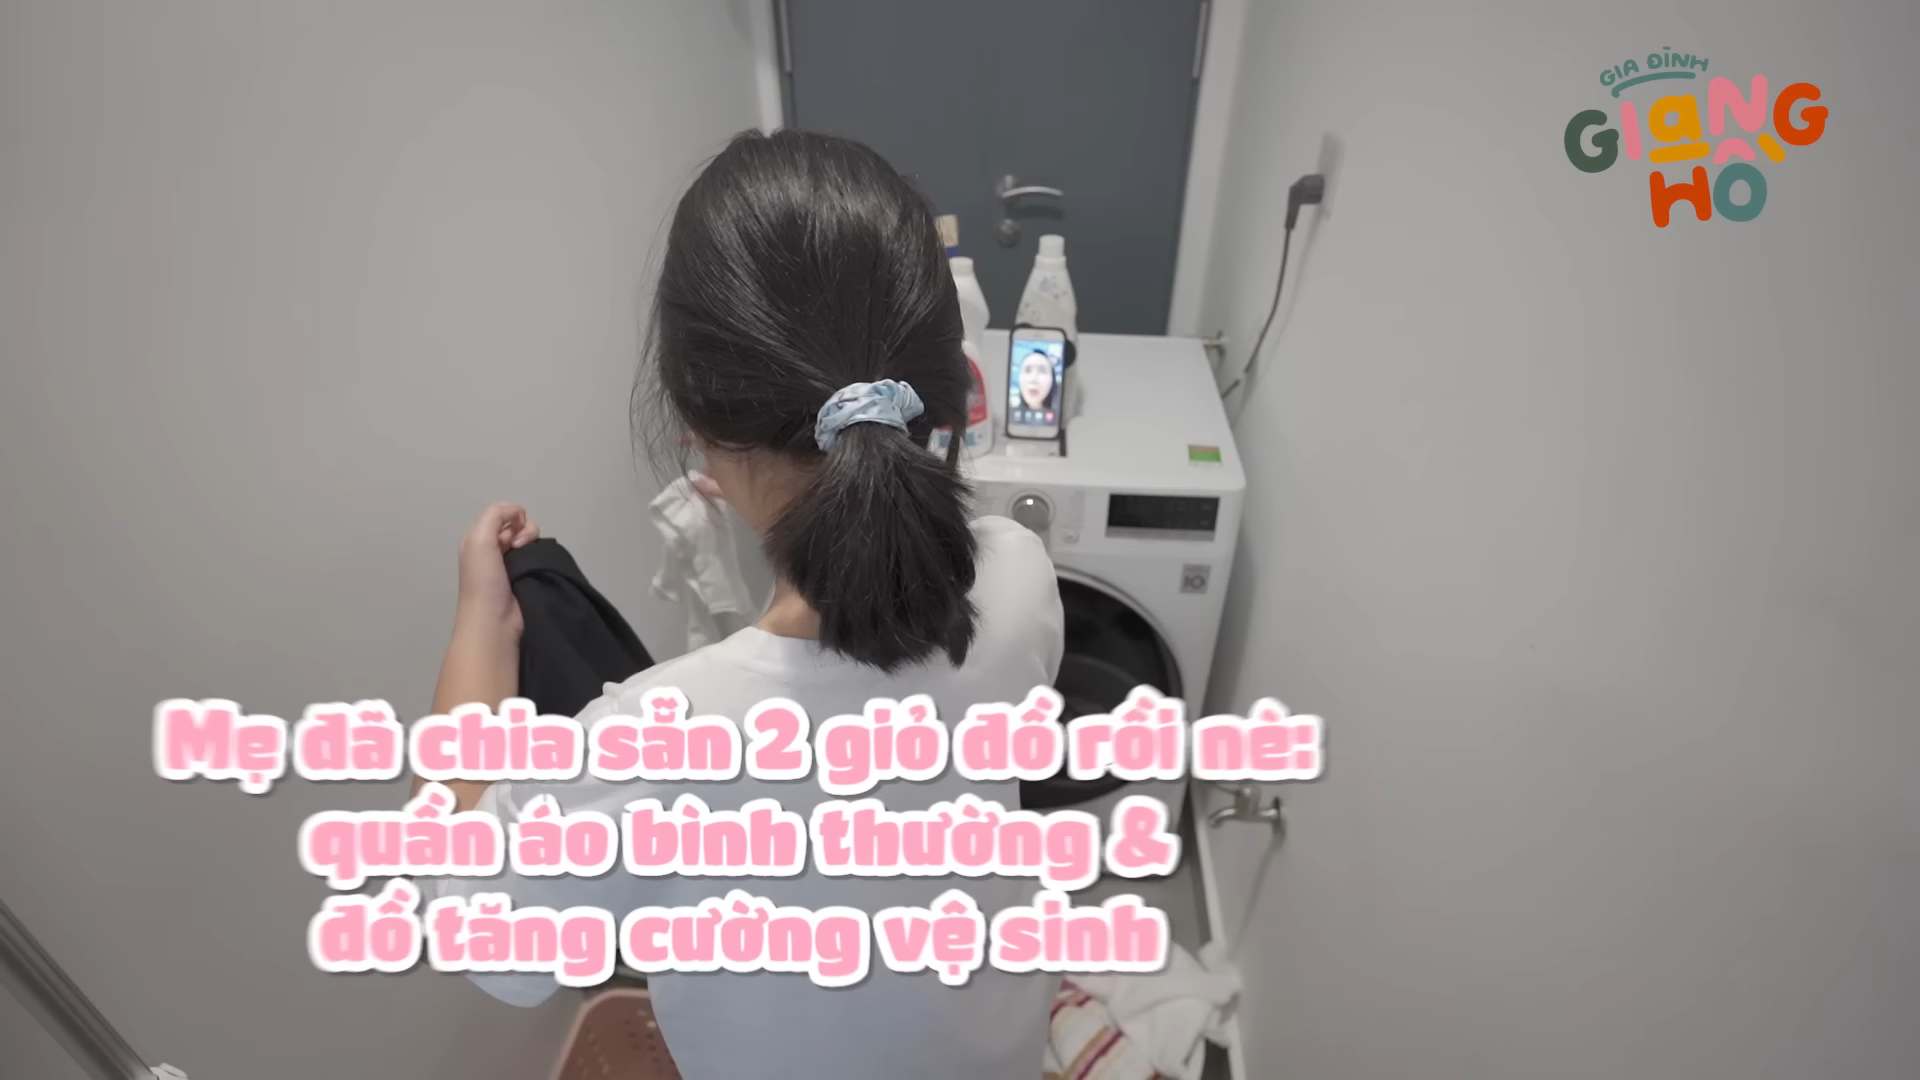 GIA ĐÌNH
GIANG
HỒ
Mẹ đã chia sẵn 2 giỏ đồ rồi nè:
quần áo bình thường &
đồ tăng cường vệ sinh